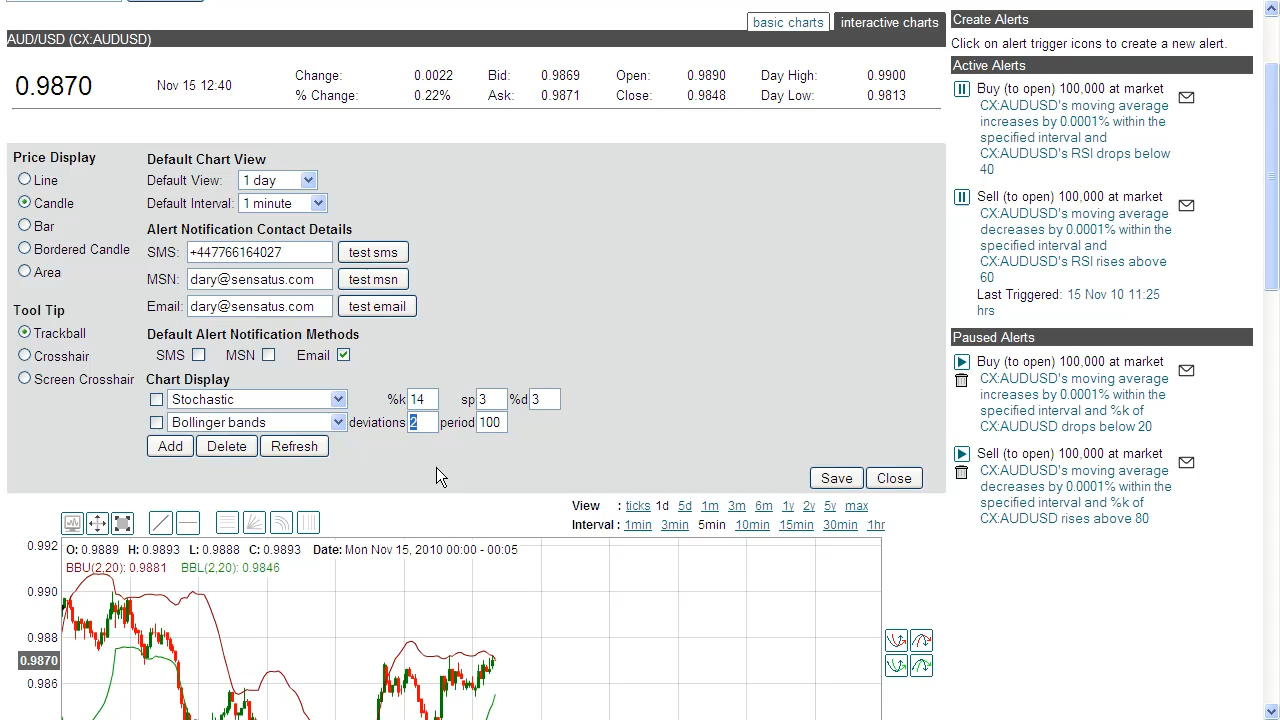 basic charts interactive charts
AUD/USD (CX:AUDUSD)
0.9870 Nov 15 12:40
Change: 0.0022 Bid: 0.9869 Open: 0.9890 Day High: 0.9900
% Change: 0.22% Ask: 0.9871 Close: 0.9848 Day Low: 0.9813
Price Display
Line
Candle
Bar
Bordered Candle
Area
Tool Tip
Trackball
Crosshair
Screen Crosshair
Default Chart View
Default View: 1 day
Default Interval: 1 minute
Alert Notification Contact Details
SMS: +447766164027 test sms
MSN: dary@sensatus.com test msn
Email: dary@sensatus.com test email
Default Alert Notification Methods
SMS MSN Email
Chart Display
Stochastic %k 14 sp 3 %d 3
Bollinger bands deviations 2 period 100
Add Delete Refresh
Save Close
View : ticks 1d 5d 1m 3m 6m 1y 2y 5y max
Interval : 1min 3min 5min 10min 15min 30min 1hr
O: 0.9889 H: 0.9893 L: 0.9888 C: 0.9893 Date: Mon Nov 15, 2010 00:00 - 00:05
BBU(2,20): 0.9881 BBL(2,20): 0.9846
0.992
0.990
0.988
0.9870
0.986
Create Alerts
Click on alert trigger icons to create a new alert.
Active Alerts
Buy (to open) 100,000 at market
CX:AUDUSD's moving average
increases by 0.0001% within the
specified interval and
CX:AUDUSD's RSI drops below
40
Sell (to open) 100,000 at market
CX:AUDUSD's moving average
decreases by 0.0001% within the
specified interval and
CX:AUDUSD's RSI rises above
60
Last Triggered: 15 Nov 10 11:25
hrs
Paused Alerts
Buy (to open) 100,000 at market
CX:AUDUSD's moving average
increases by 0.0001% within the
specified interval and %k of
CX:AUDUSD drops below 20
Sell (to open) 100,000 at market
CX:AUDUSD's moving average
decreases by 0.0001% within the
specified interval and %k of
CX:AUDUSD rises above 80